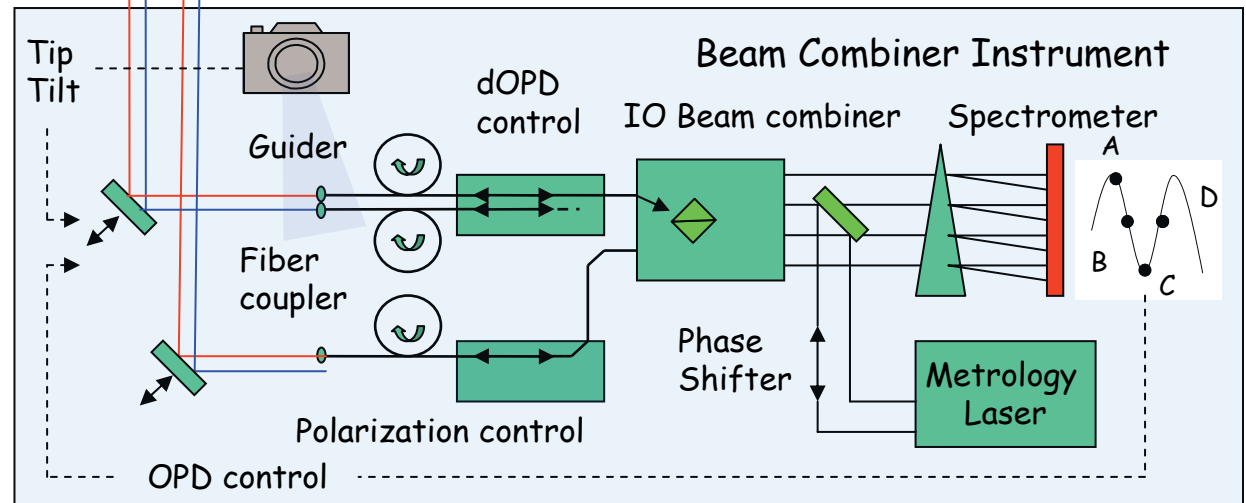 Beam Combiner Instrument
Tip
Tilt
dOPD
control
IO Beam combiner
Spectrometer
Guider
A
D
B
C
Fiber
coupler
Phase
Shifter
Metrology
Laser
Polarization control
OPD control